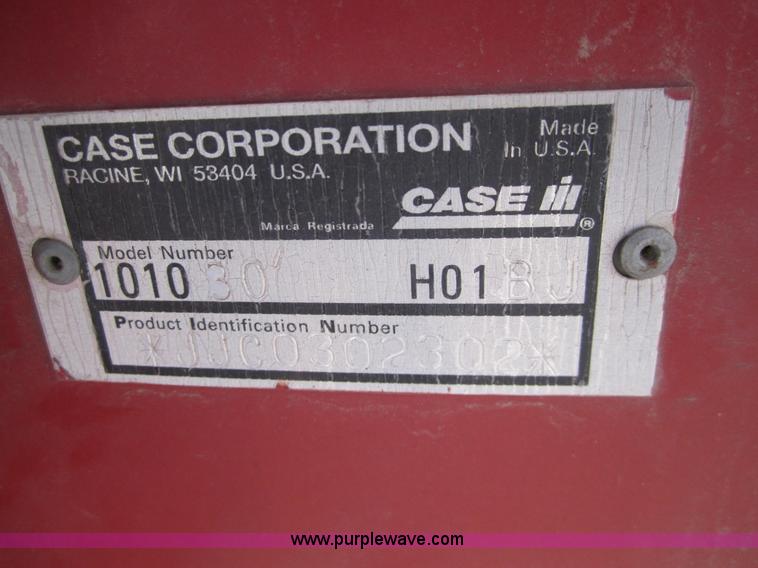 CASE CORPORATION
RACINE, WI 53404 U.S.A.
Made
In U.S.A.
CASE IH
®
Marca Registrada
Model Number
1010 30' H01 BJ
Product Identification Number
*JJC0302302*
www.purplewave.com